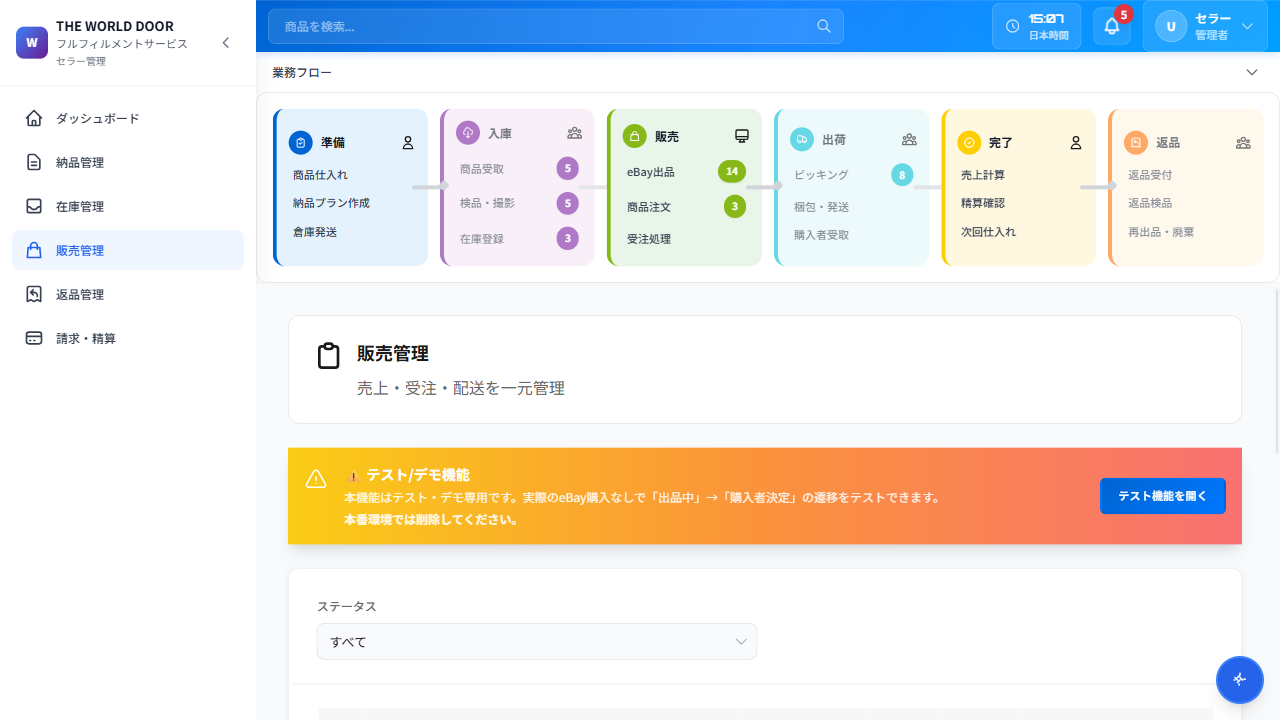 W
THE WORLD DOOR
フルフィルメントサービス
セラー管理
商品を検索...
15:07
日本時間
5
U
セラー
管理者
ダッシュボード
納品管理
在庫管理
販売管理
返品管理
請求・精算
業務フロー
準備
商品仕入れ
納品プラン作成
倉庫発送
入庫
商品受取 5
検品・撮影 5
在庫登録 3
販売
eBay出品 14
商品注文 3
受注処理
出荷
ピッキング 8
梱包・発送
購入者受取
完了
売上計算
精算確認
次回仕入れ
返品
返品受付
返品検品
再出品・廃棄
販売管理
売上・受注・配送を一元管理
⚠️ テスト/デモ機能
本機能はテスト・デモ専用です。実際のeBay購入なしで「出品中」→「購入者決定」の遷移をテストできます。
本番環境では削除してください。
テスト機能を開く
ステータス
すべて